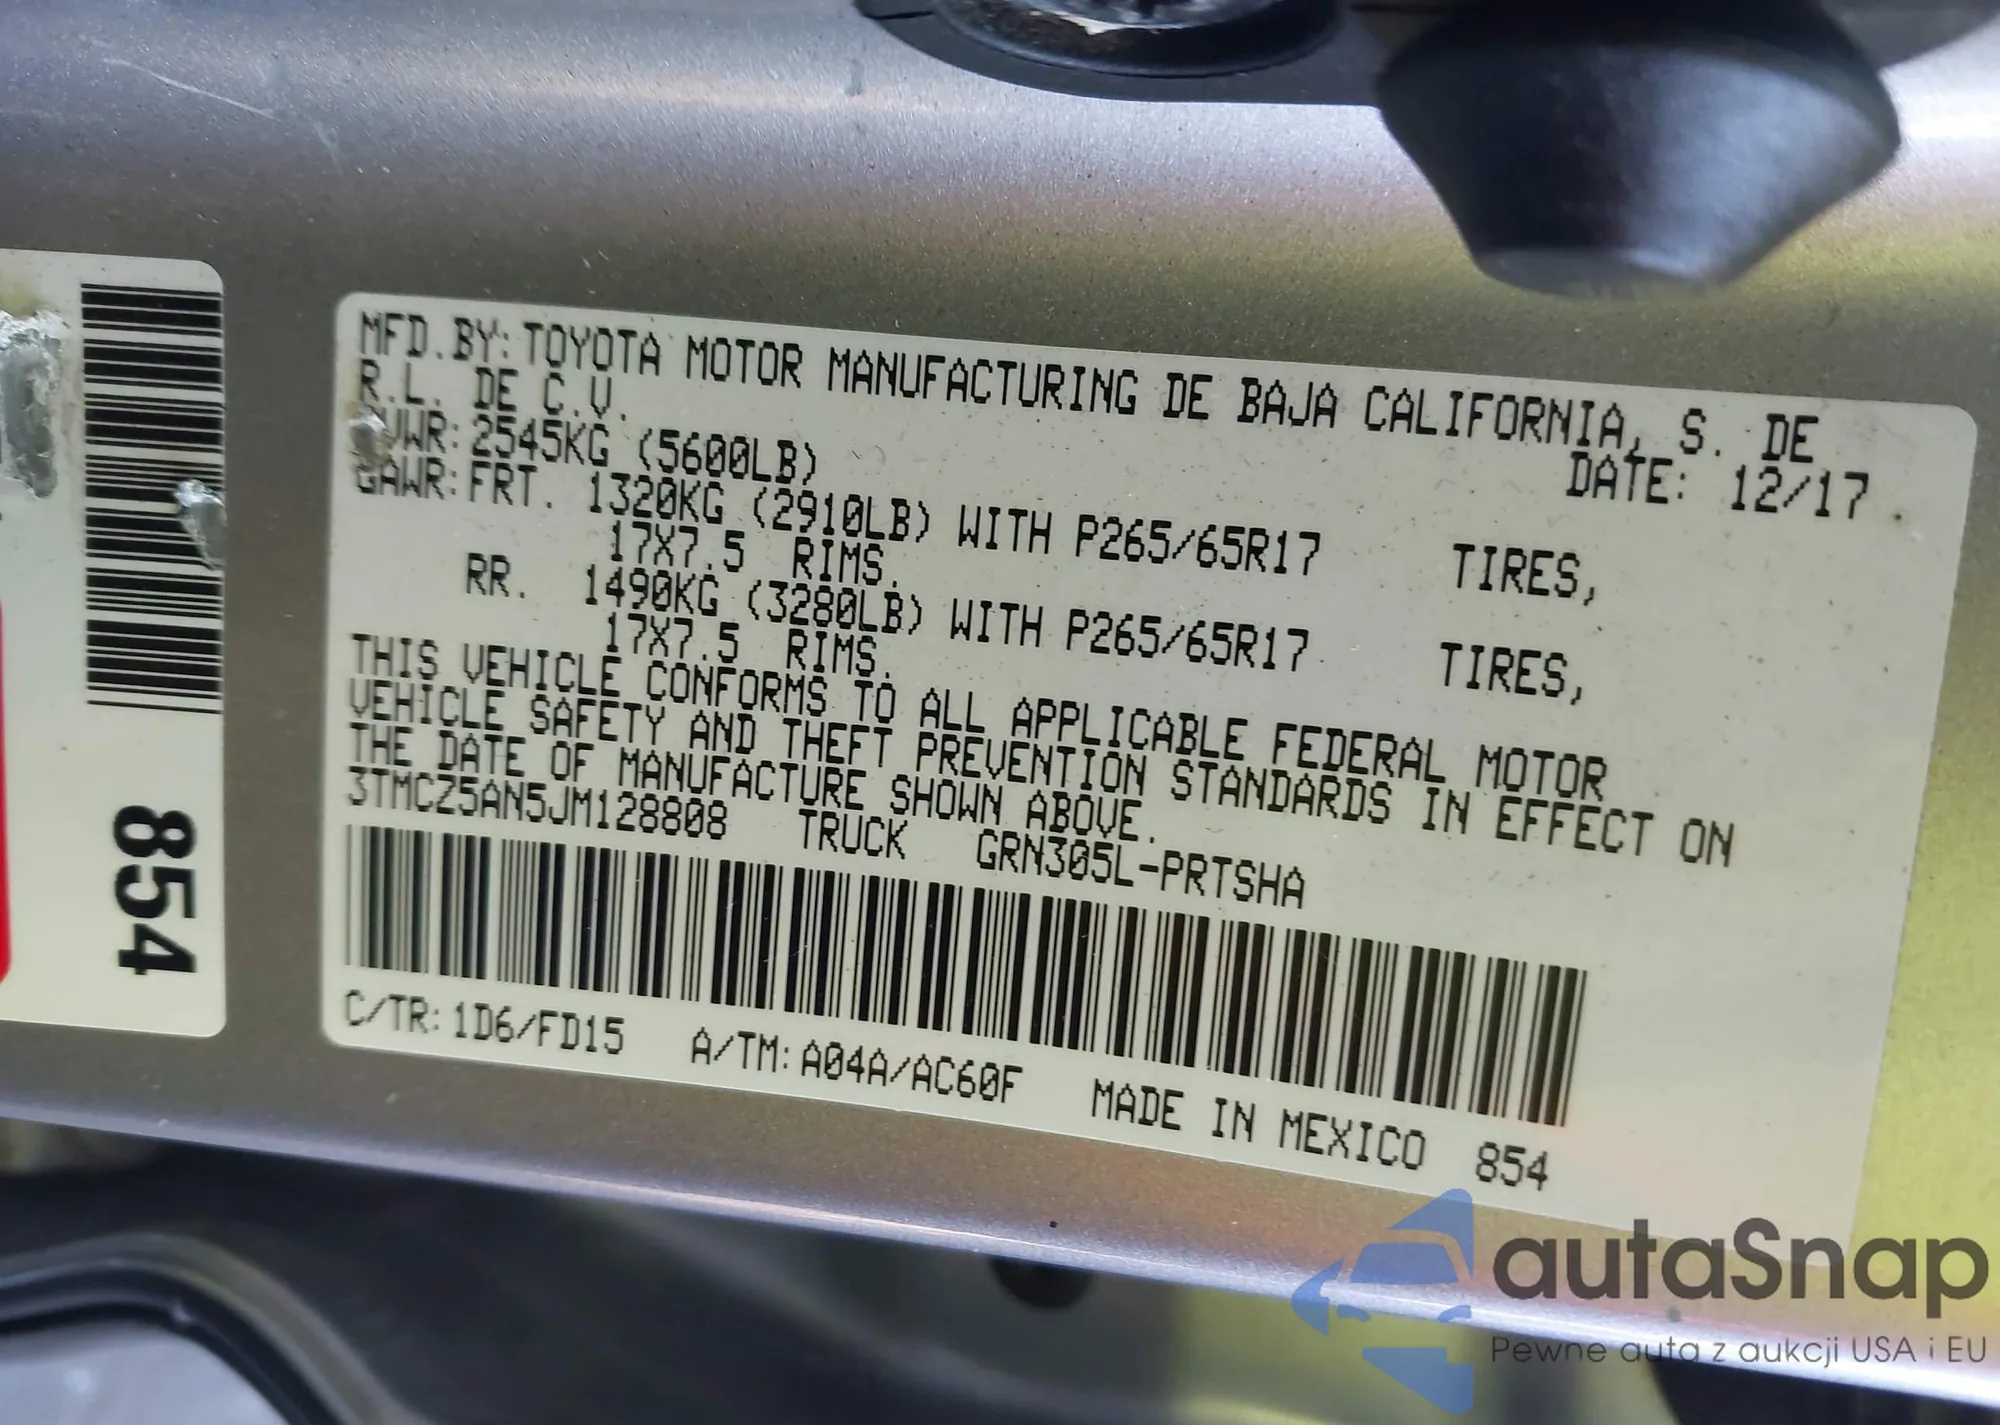 MFD.BY:TOYOTA MOTOR MANUFACTURING DE BAJA CALIFORNIA, S. DE
R.L. DE C.V.
DATE: 12/17
VWR:2545KG (5600LB)
GAWR:FRT. 1320KG (2910LB) WITH P265/65R17 TIRES,
17X7.5 RIMS.
RR. 1490KG (3280LB) WITH P265/65R17 TIRES,
17X7.5 RIMS.
THIS VEHICLE CONFORMS TO ALL APPLICABLE FEDERAL MOTOR
VEHICLE SAFETY AND THEFT PREVENTION STANDARDS IN EFFECT ON
THE DATE OF MANUFACTURE SHOWN ABOVE.
3TMCZ5AN5JM128808 TRUCK GRN305L-PRTSHA
C/TR:1D6/FD15 A/TM:A04A/AC60F MADE IN MEXICO 854
854
autaSnap
Pewne auta z aukcji USA i EU